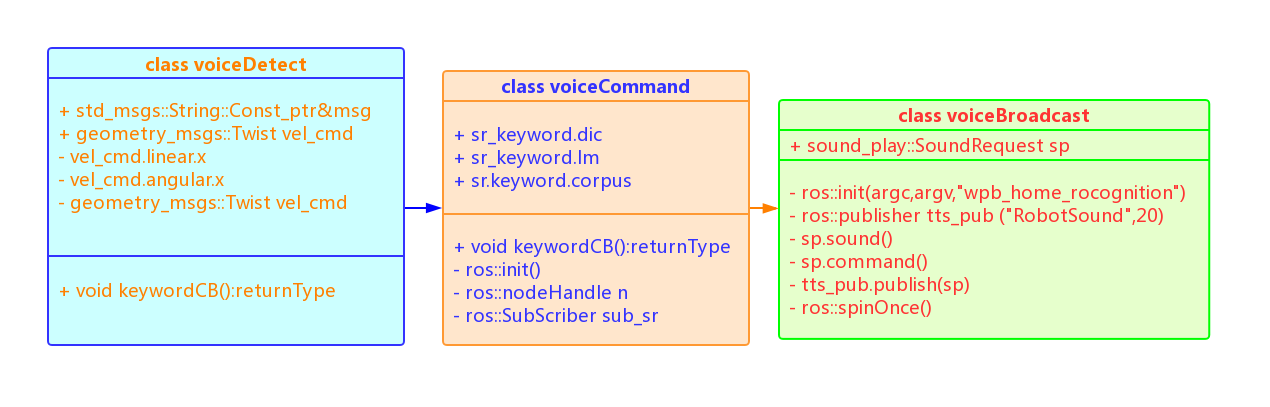 class voiceDetect
+ std_msgs::String::Const_ptr&msg
+ geometry_msgs::Twist vel_cmd
- vel_cmd.linear.x
- vel_cmd.angular.x
- geometry_msgs::Twist vel_cmd
+ void keywordCB():returnType
class voiceCommand
+ sr_keyword.dic
+ sr_keyword.lm
+ sr.keyword.corpus
+ void keywordCB():returnType
- ros::init()
- ros::nodeHandle n
- ros::SubScriber sub_sr
class voiceBroadcast
+ sound_play::SoundRequest sp
- ros::init(argc,argv,"wpb_home_rocognition")
- ros::publisher tts_pub ("RobotSound",20)
- sp.sound()
- sp.command()
- tts_pub.publish(sp)
- ros::spinOnce()